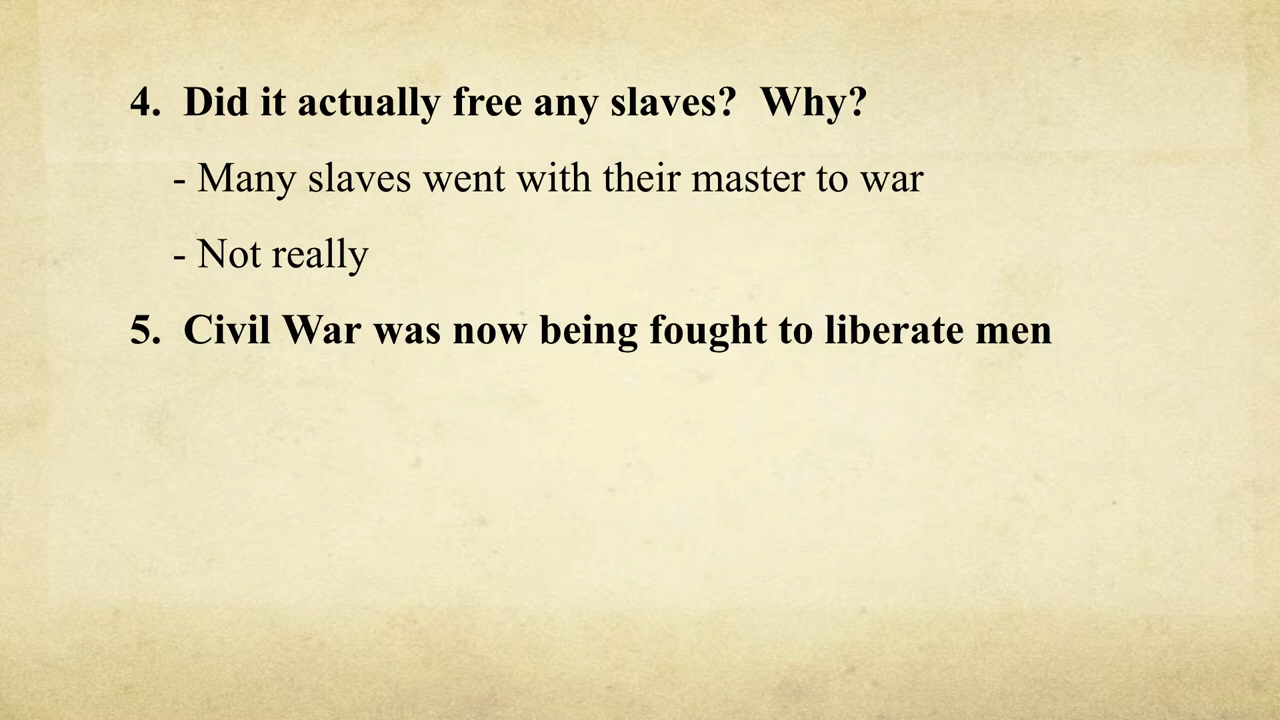 4.  Did it actually free any slaves?  Why?
- Many slaves went with their master to war
- Not really
5.  Civil War was now being fought to liberate men